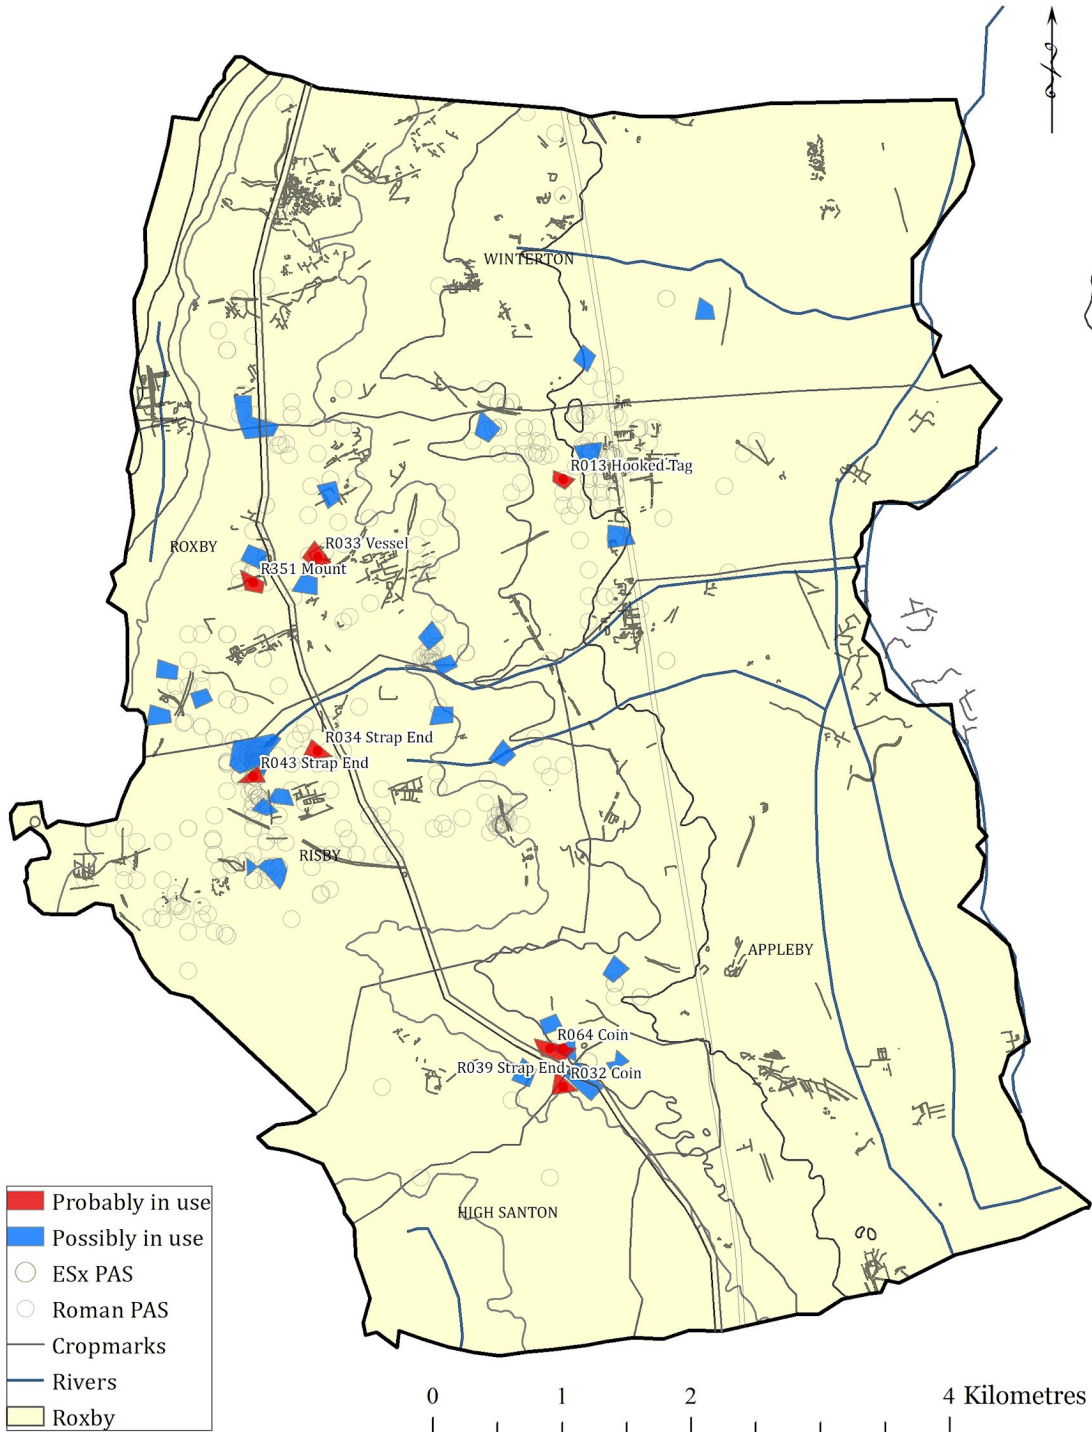 WINTERTON
R013 Hooked Tag
R033 Vessel
ROXBY
R351 Mount
R034 Strap End
R043 Strap End
RISBY
APPLEBY
R064 Coin
R039 Strap End
R032 Coin
HIGH SANTON
Probably in use
Possibly in use
ESx PAS
Roman PAS
Cropmarks
Rivers
Roxby
0 1 2 4 Kilometres